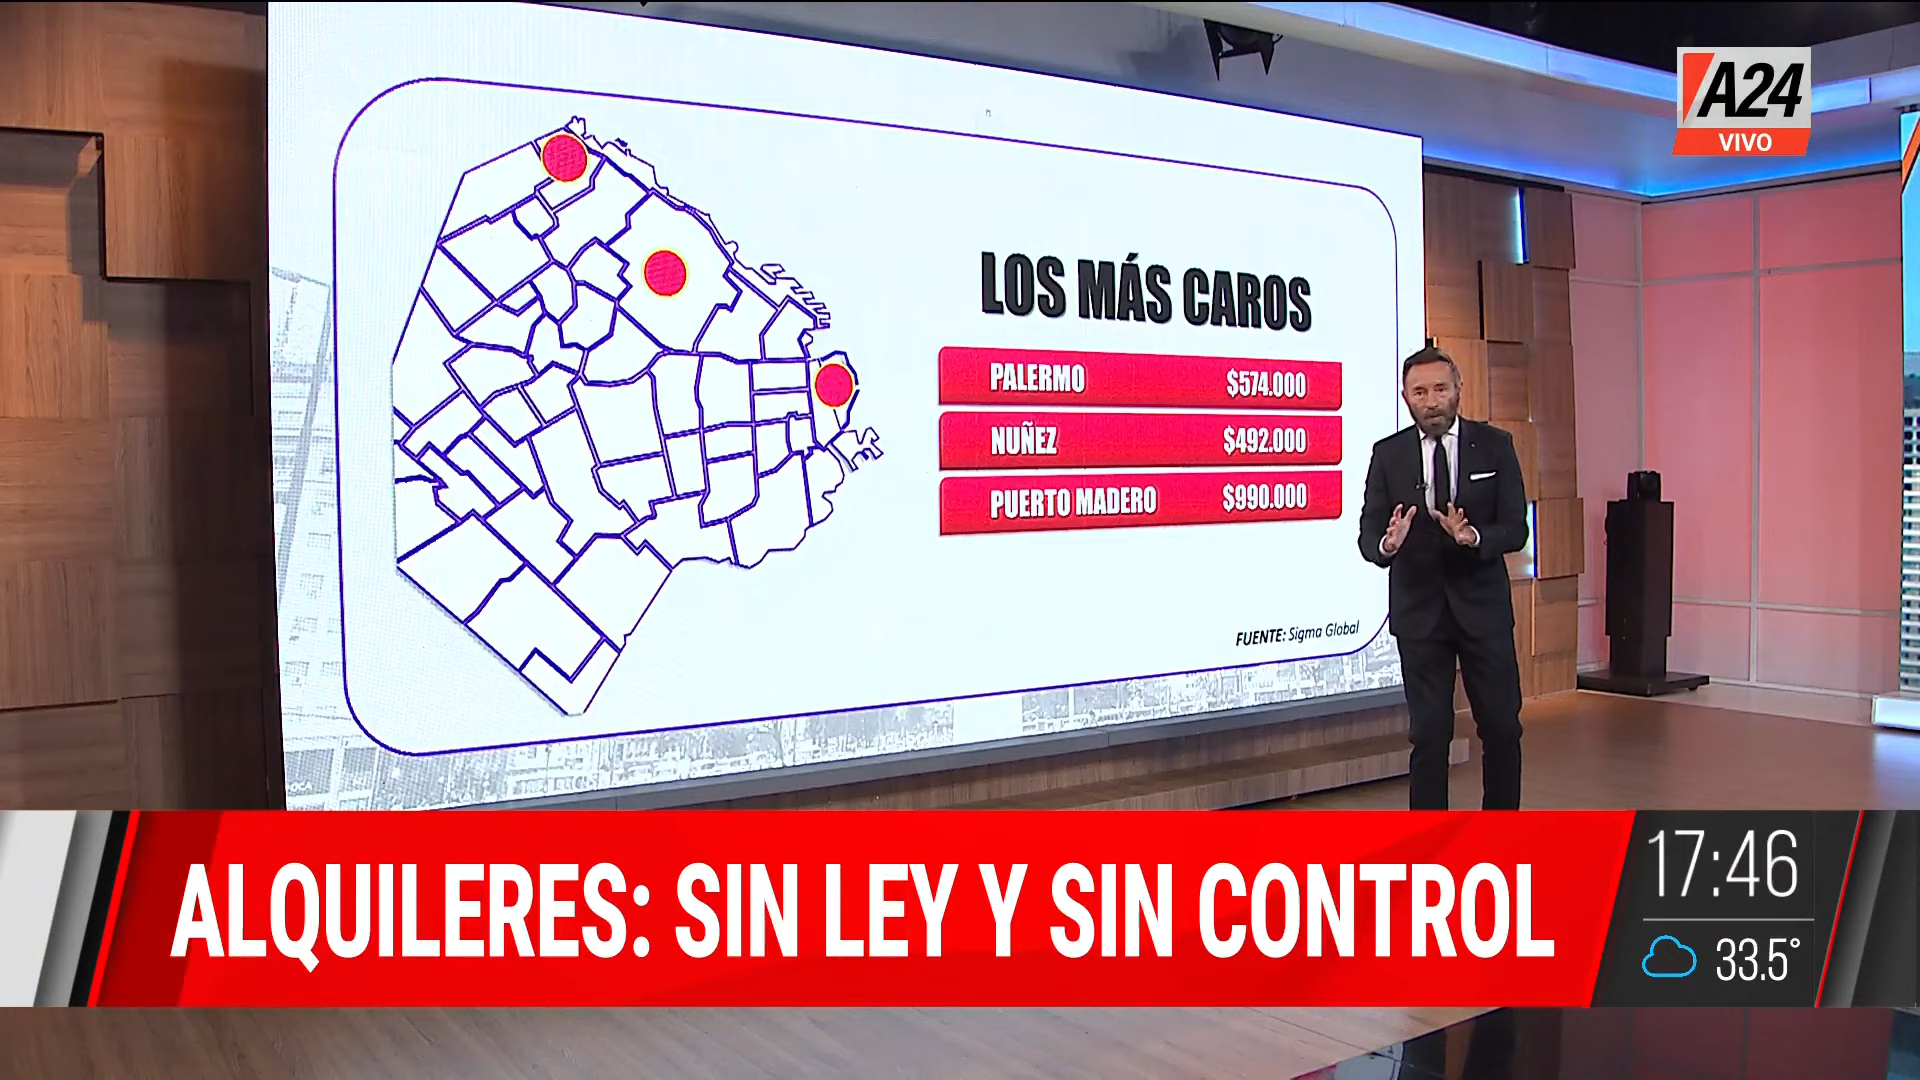 A24
VIVO
LOS MÁS CAROS
PALERMO $574.000
NUÑEZ $492.000
PUERTO MADERO $990.000
FUENTE: Sigma Global
ALQUILERES: SIN LEY Y SIN CONTROL
17:46
33.5°